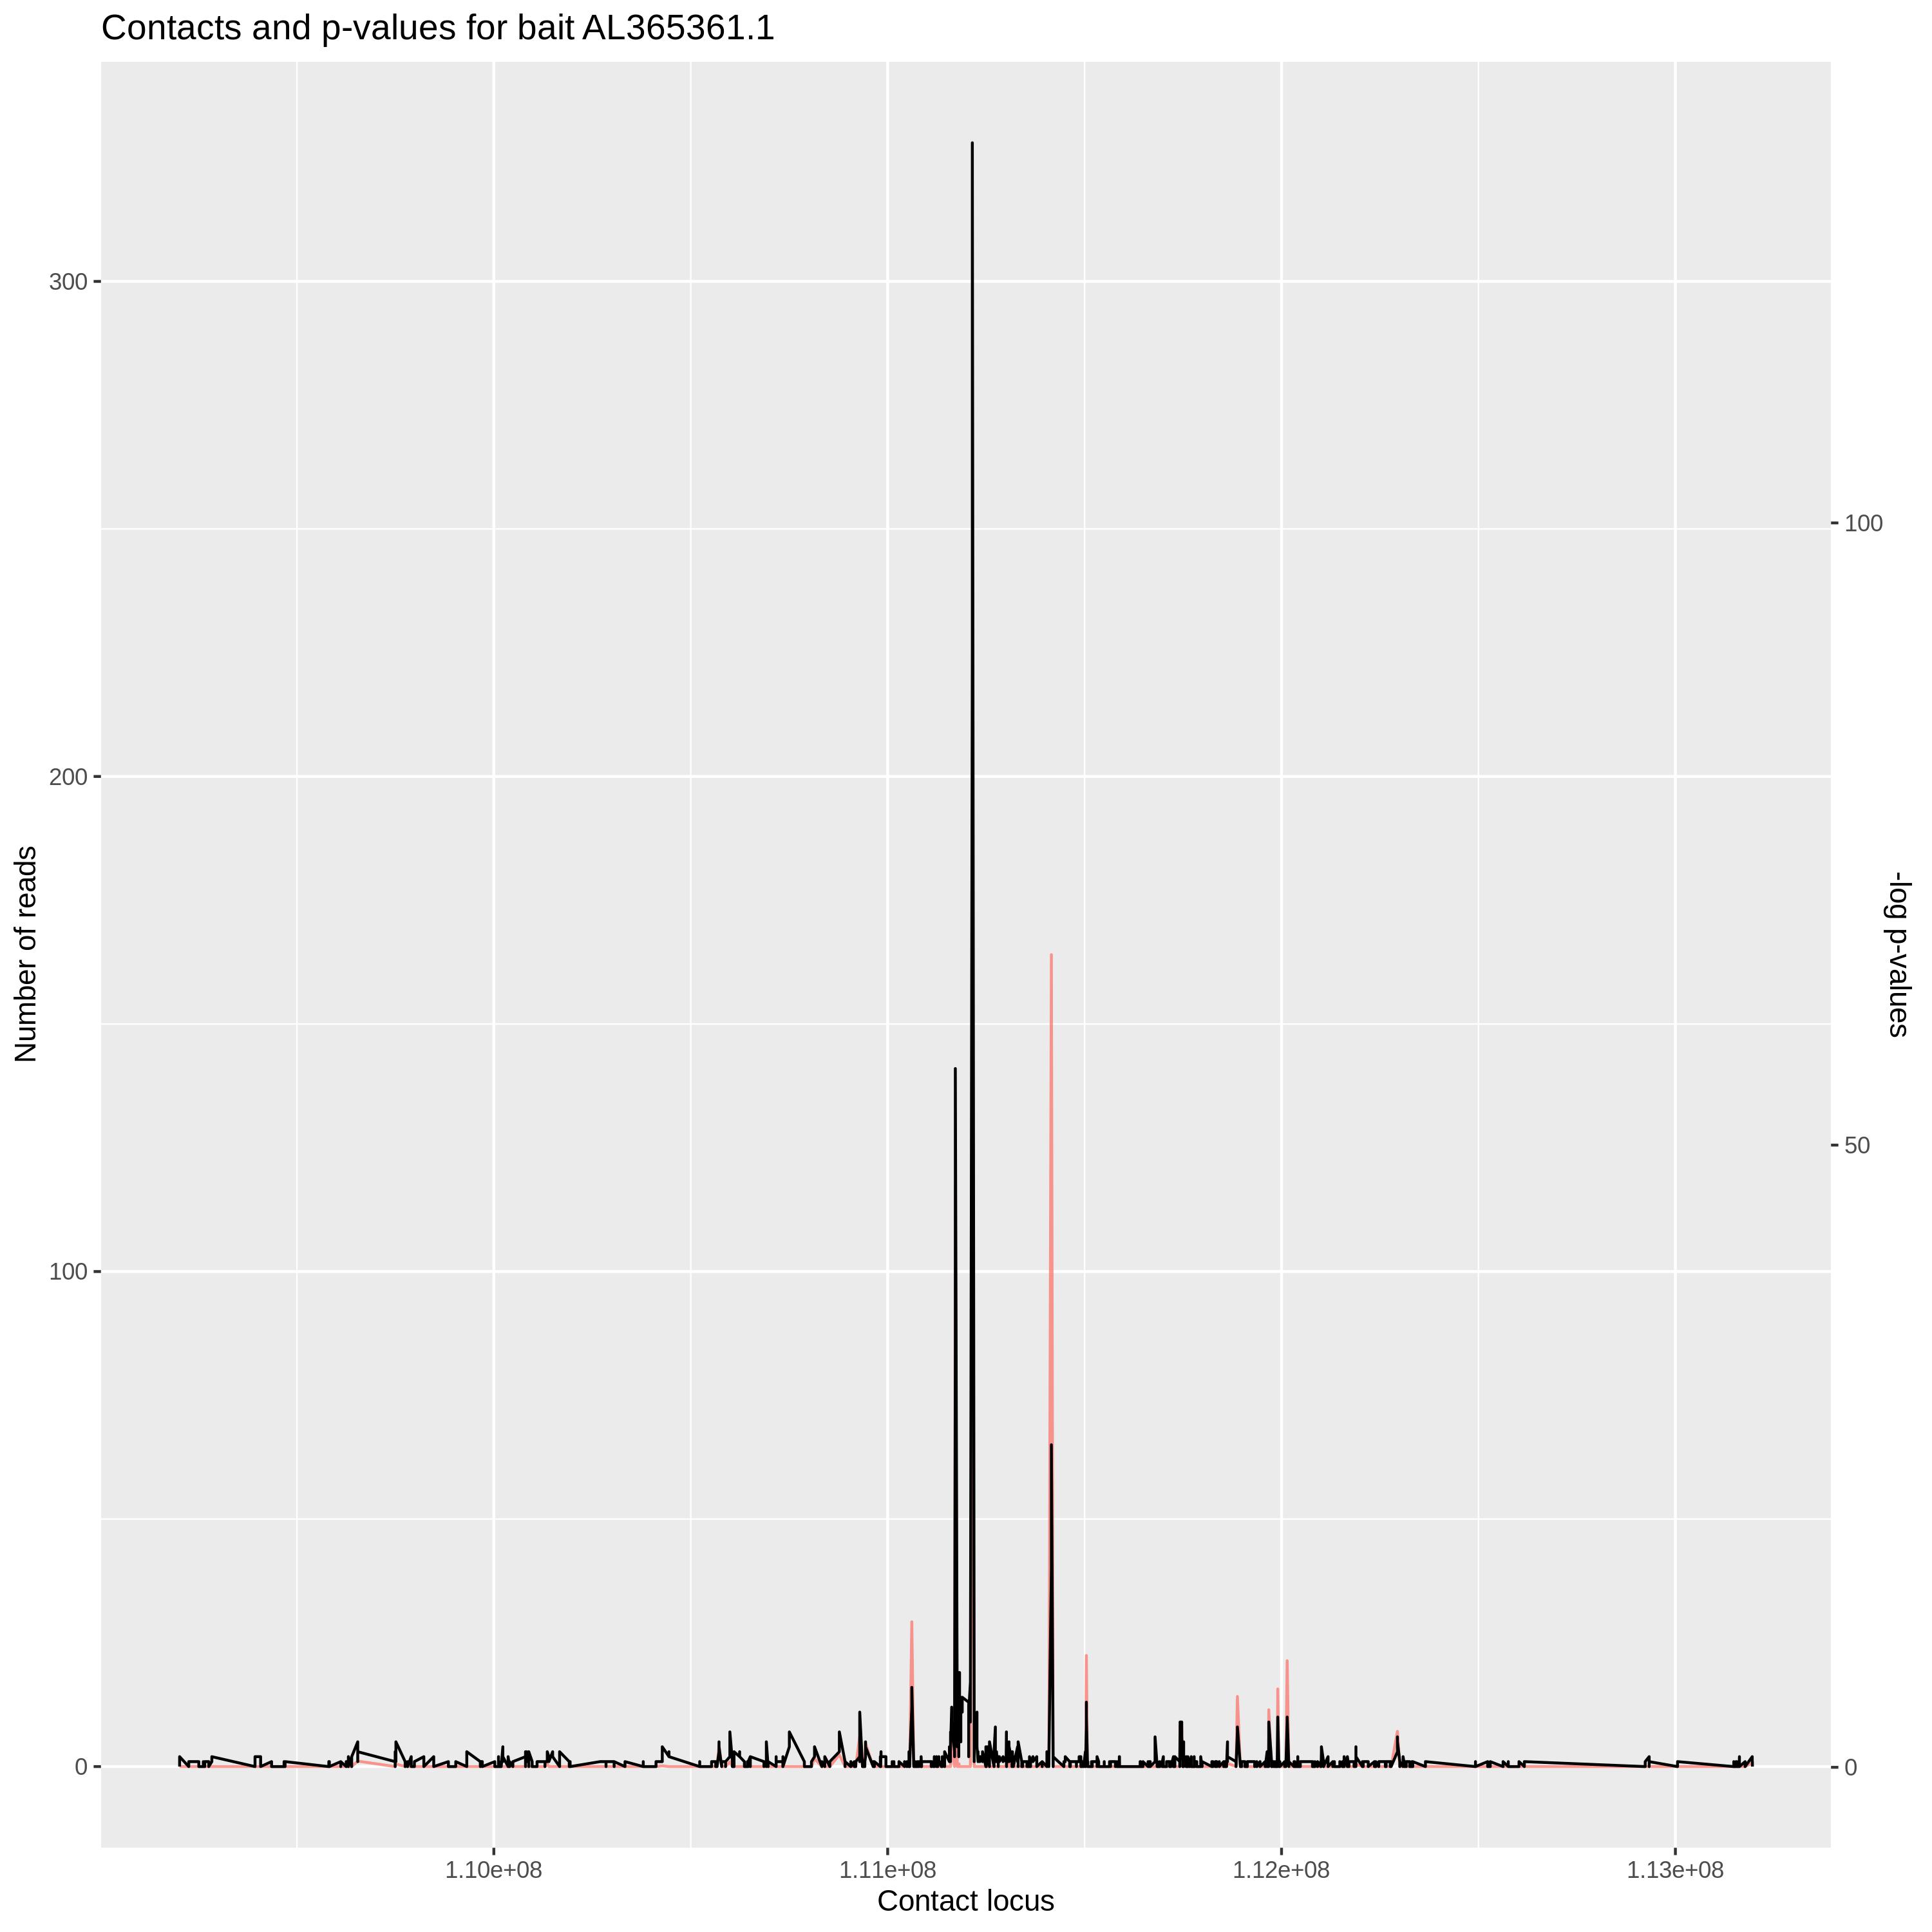 Contacts and p-values for bait AL365361.1
300
200
100
0
Number of reads
100
50
0
-log p-values
1.10e+08
1.11e+08
1.12e+08
1.13e+08
Contact locus